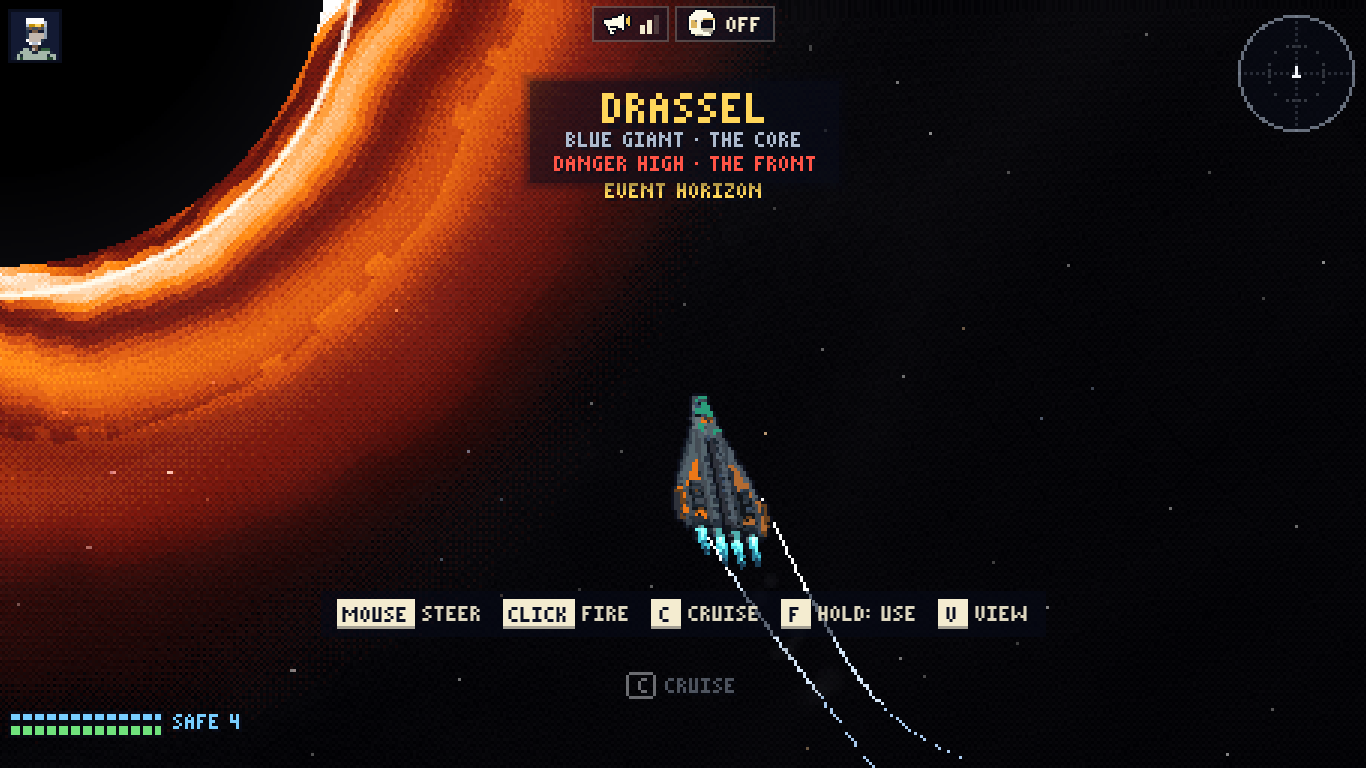 OFF
DRASSEL
BLUE GIANT · THE CORE
DANGER HIGH · THE FRONT
EVENT HORIZON
MOUSE STEER CLICK FIRE C CRUISE F HOLD: USE V VIEW
C CRUISE
SAFE 4